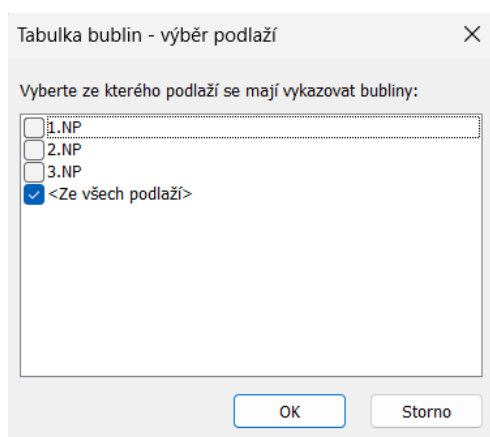 Tabulka bublin - výběr podlaží
Vyberte ze kterého podlaží se mají vykazovat bubliny:
1.NP
2.NP
3.NP
<Ze všech podlaží>
OK
Storno